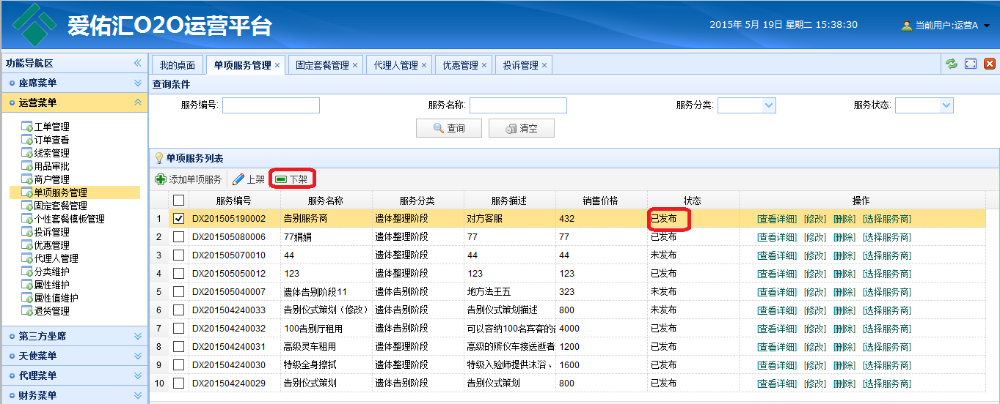 爱佑汇O2O运营平台
2015年 5月 19日 星期二 15:38:30
当前用户:运营A
功能导航区
座席菜单
运营菜单
工单管理
订单查看
线索管理
用品审批
商户管理
单项服务管理
固定套餐管理
个性套餐模板管理
投诉管理
优惠管理
代理人管理
分类维护
属性维护
属性值维护
退货管理
第三方坐席
天使菜单
代理菜单
财务菜单
我的桌面 单项服务管理 × 固定套餐管理 × 代理人管理 × 优惠管理 × 投诉管理 ×
查询条件
服务编号: 服务名称: 服务分类: 服务状态:
查询 清空
单项服务列表
添加单项服务 上架 下架
服务编号 服务名称 服务分类 服务描述 销售价格 状态 操作
1 DX201505190002 告别服务商 遗体整理阶段 对方客服 432 已发布 [查看详细] [修改] [删除] [选择服务商]
2 DX201505080006 77娟娟 遗体整理阶段 77 77 已发布 [查看详细] [修改] [删除] [选择服务商]
3 DX201505070010 44 遗体整理阶段 44 44 未发布 [查看详细] [修改] [删除] [选择服务商]
4 DX201505050012 123 遗体整理阶段 123 123 已发布 [查看详细] [修改] [删除] [选择服务商]
5 DX201505040007 遗体告别阶段11 遗体告别阶段 地方法王五 323 未发布 [查看详细] [修改] [删除] [选择服务商]
6 DX201504240033 告别仪式策划（修改） 遗体告别阶段 告别仪式策划描述 800 未发布 [查看详细] [修改] [删除] [选择服务商]
7 DX201504240032 100告别厅租用 遗体告别阶段 可以容纳100名宾客的 4000 已发布 [查看详细] [修改] [删除] [选择服务商]
8 DX201504240031 高级灵车租用 遗体整理阶段 高级的殡仪车接送逝者 1200 已发布 [查看详细] [修改] [删除] [选择服务商]
9 DX201504240030 特级全身擦拭 遗体整理阶段 特级入殓师提供沐浴、 1600 已发布 [查看详细] [修改] [删除] [选择服务商]
10 DX201504240029 告别仪式策划 遗体告别阶段 告别仪式策划 800 已发布 [查看详细] [修改] [删除] [选择服务商]